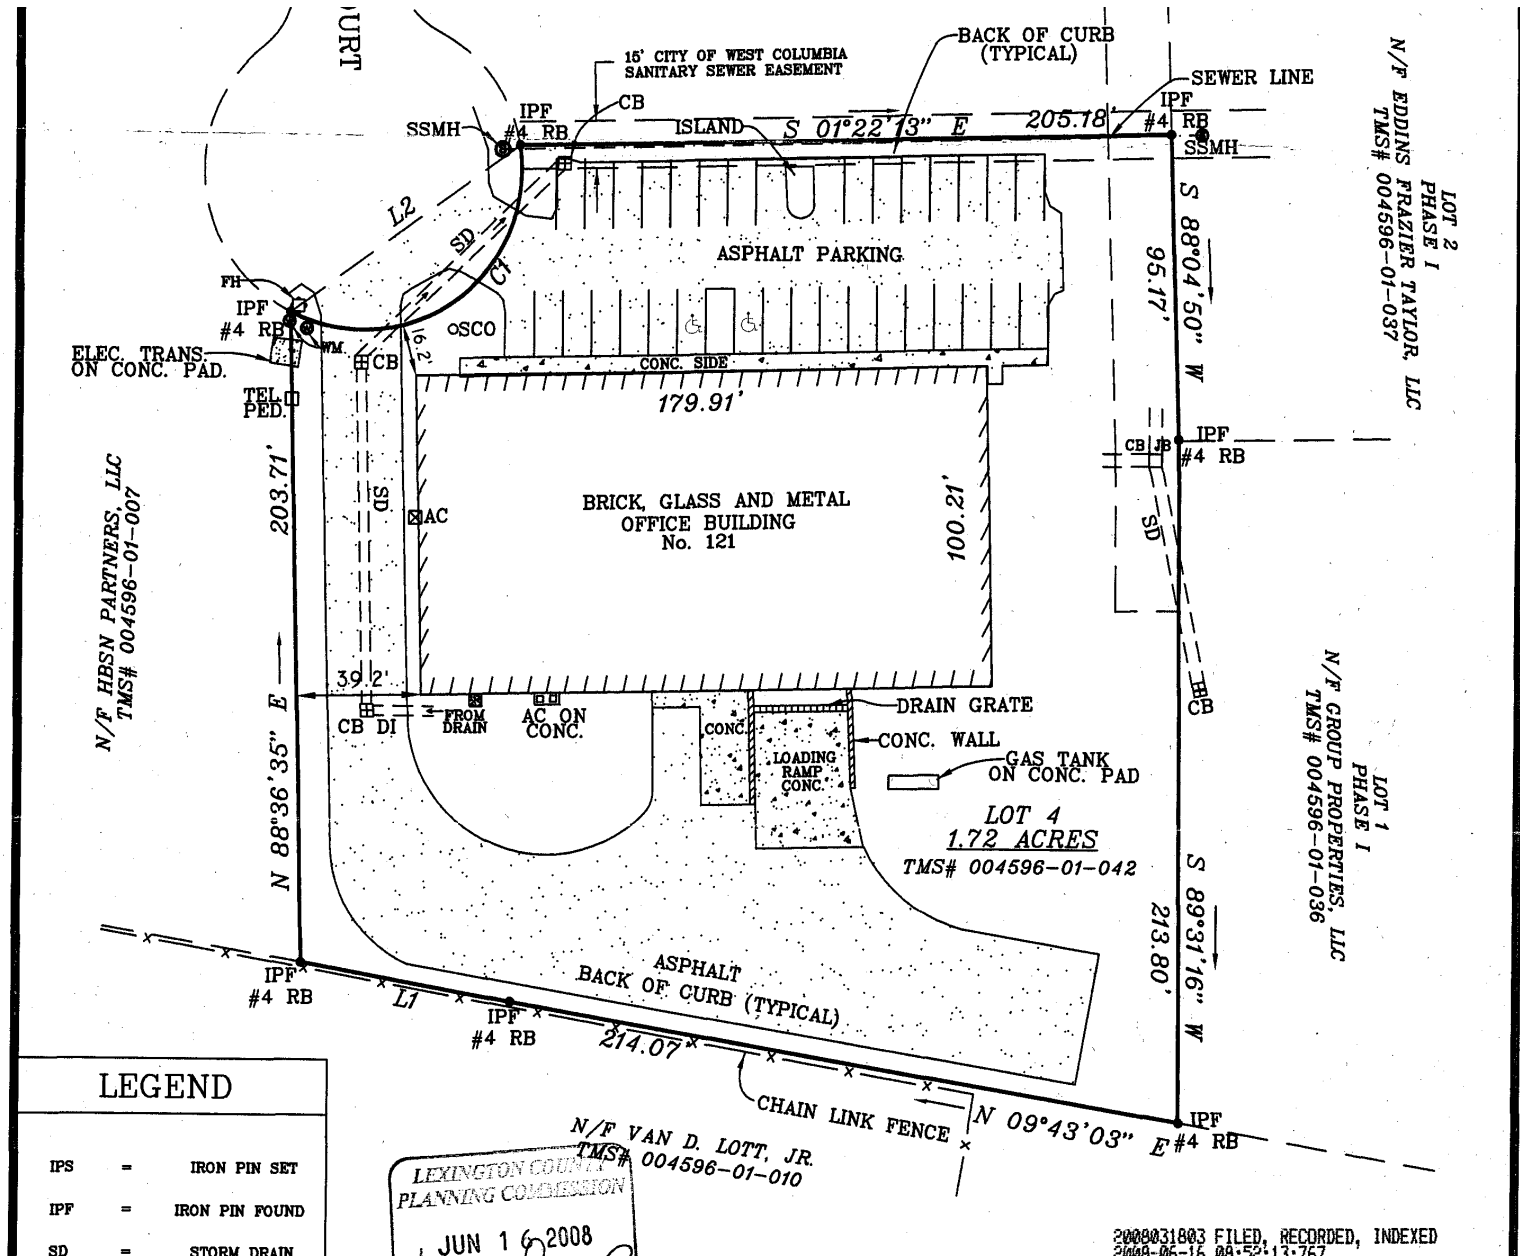 OURT
15' CITY OF WEST COLUMBIA
SANITARY SEWER EASEMENT
BACK OF CURB
(TYPICAL)
SEWER LINE
CB
IPF
#4 RB
SSMH
ISLAND
S 01°22'13" E
205.18'
IPF
#4 RB
SSMH
N/F EDDINS FRAZIER TAYLOR, LLC
TMS# 004596-01-037
LOT 2
PHASE I
S 88°04'50" W
95.17'
L2
SD
C1
ASPHALT PARKING
FH
IPF
#4 RB
WM
SCO
16.2'
ELEC. TRANS.
ON CONC. PAD.
CB
CONC. SIDE
TEL.
PED.
179.91'
IPF
#4 RB
CB
JB
203.71'
SD
AC
BRICK, GLASS AND METAL
OFFICE BUILDING
No. 121
100.21'
SD
N/F HBSN PARTNERS, LLC
TMS# 004596-01-007
N 88°36'35" E
39.2'
CB DI
FROM
DRAIN
AC ON
CONC.
CONC.
DRAIN GRATE
CONC. WALL
LOADING
RAMP
CONC.
GAS TANK
ON CONC. PAD
CB
LOT 4
1.72 ACRES
TMS# 004596-01-042
N/F GROUP PROPERTIES, LLC
TMS# 004596-01-036
LOT 1
PHASE I
S 89°31'16" W
213.80'
IPF
#4 RB
L1
ASPHALT
BACK OF CURB (TYPICAL)
IPF
#4 RB
214.07'
CHAIN LINK FENCE
N 09°43'03" E
IPF
#4 RB
N/F VAN D. LOTT, JR.
TMS# 004596-01-010
LEGEND
IPS = IRON PIN SET
IPF = IRON PIN FOUND
SD = STORM DRAIN
LEXINGTON COUNTY
PLANNING COMMISSION
JUN 16 2008
2008031803 FILED, RECORDED, INDEXED
2008-06-16 08:52:13:767